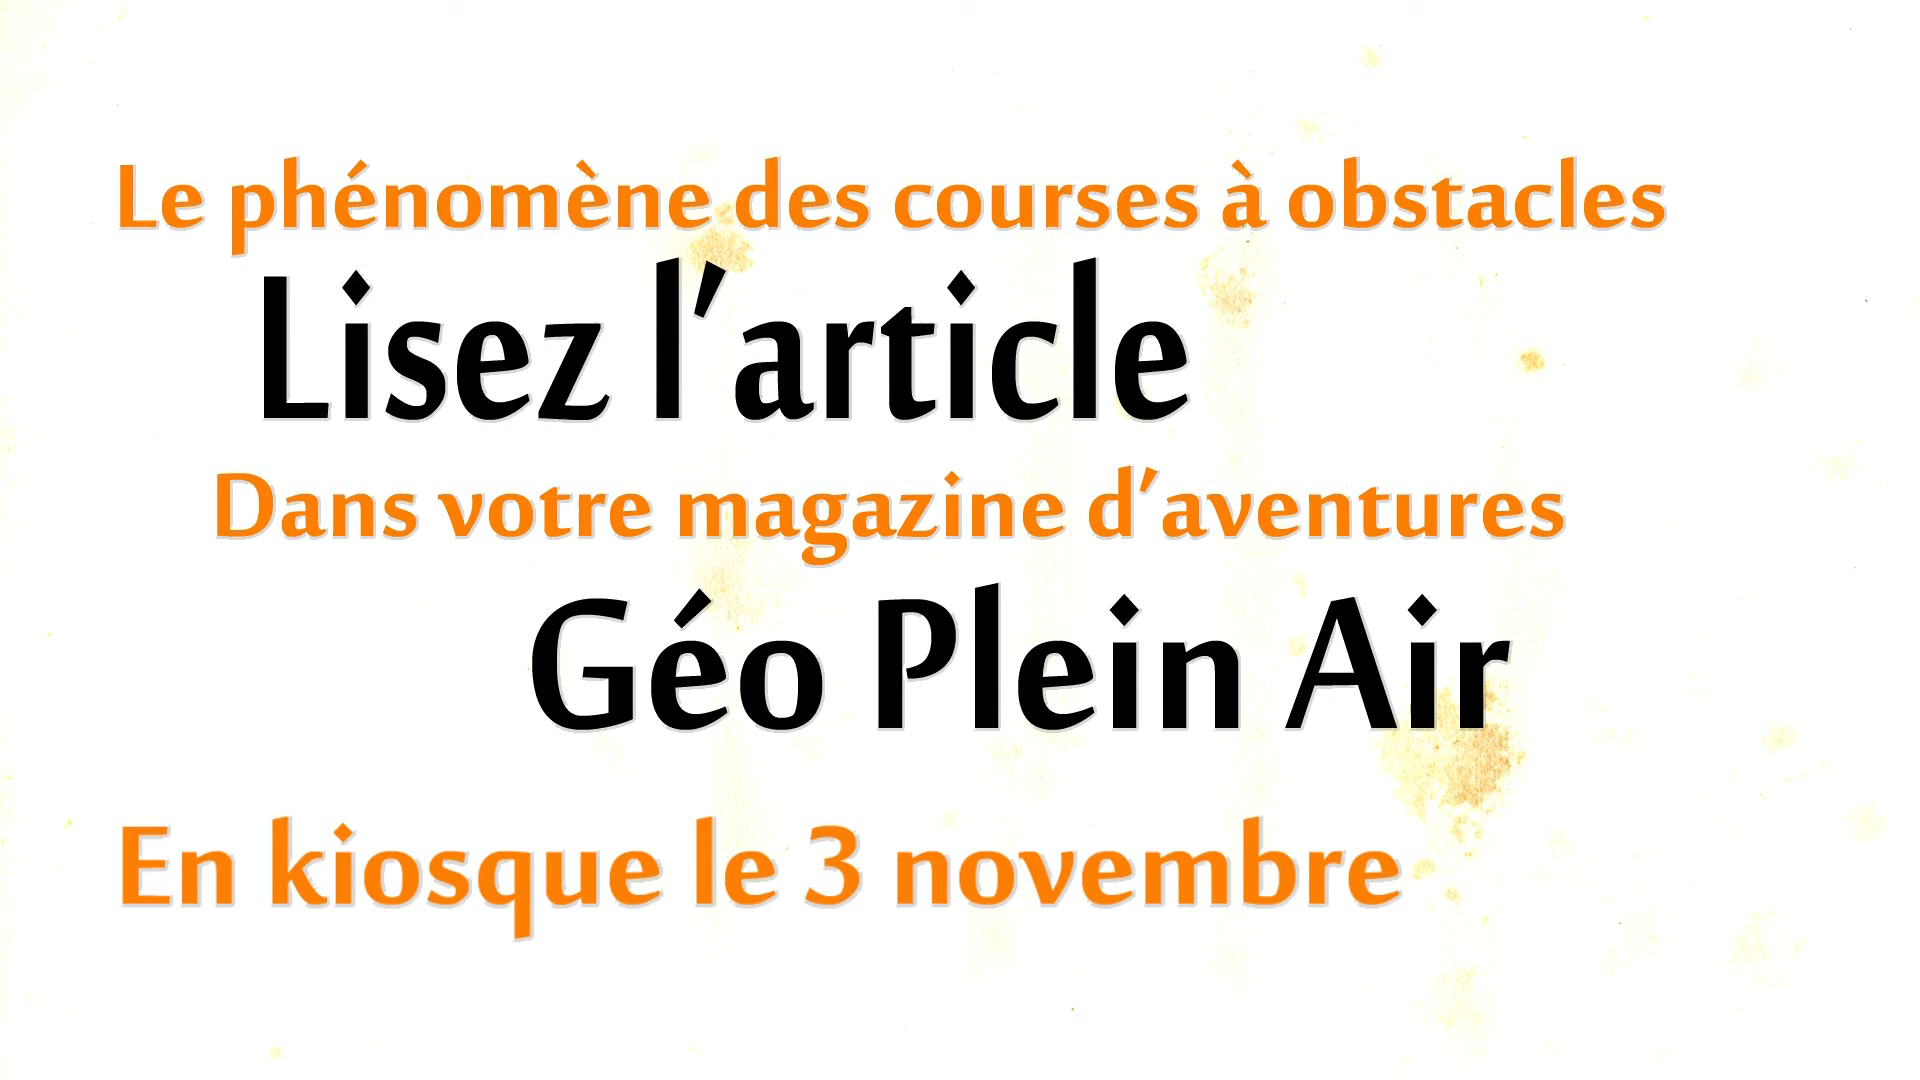 Le phénomène des courses à obstacles
Lisez l’article
Dans votre magazine d’aventures
Géo Plein Air
En kiosque le 3 novembre